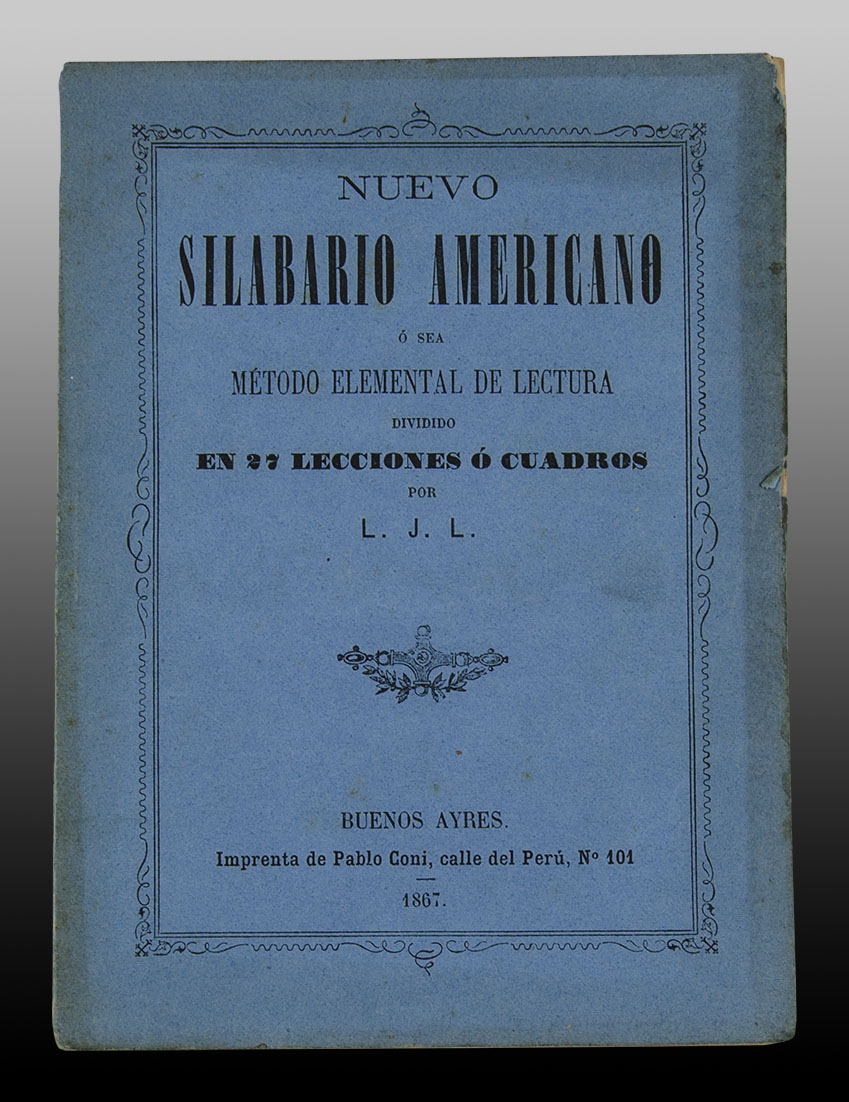 NUEVO
SILABARIO AMERICANO
Ó SEA
MÉTODO ELEMENTAL DE LECTURA
DIVIDIDO
EN 27 LECCIONES Ó CUADROS
POR
L. J. L.
BUENOS AYRES.
Imprenta de Pablo Coni, calle del Perú, Nº 101
1867.